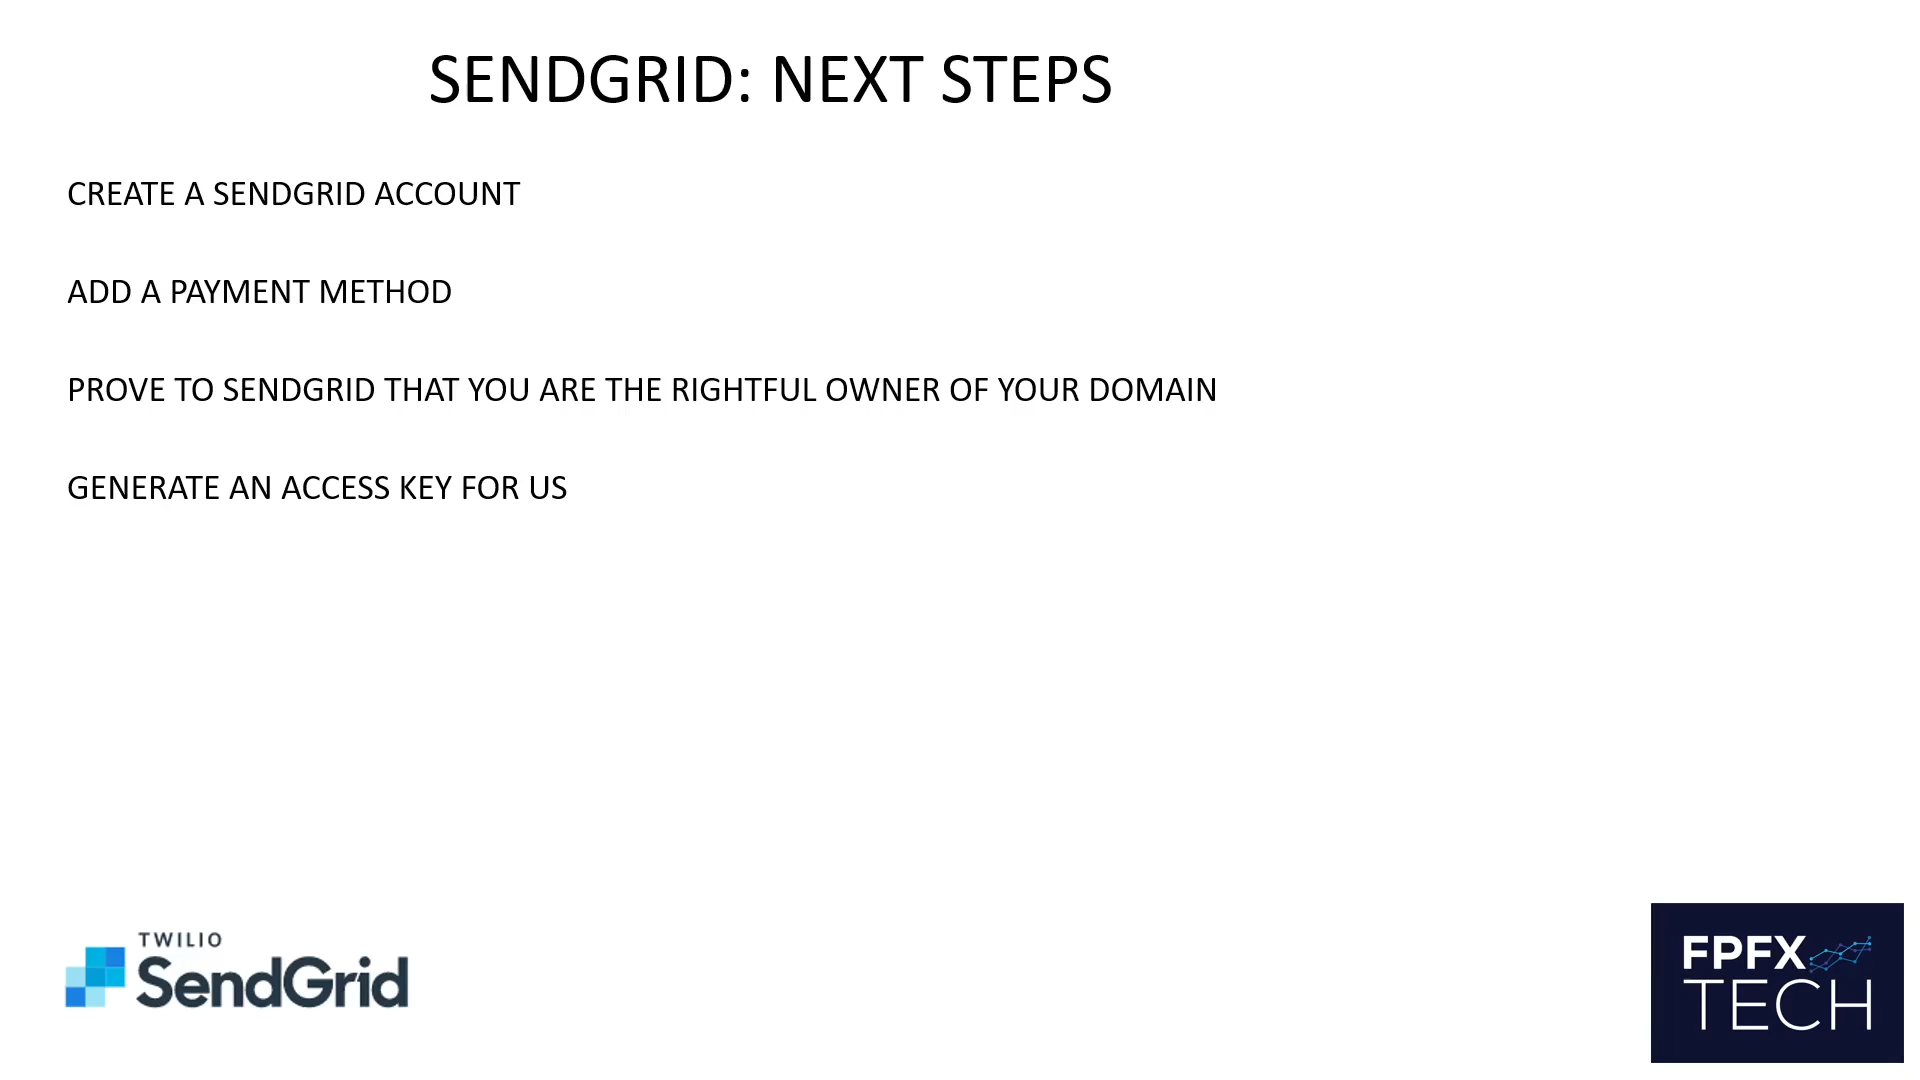 SENDGRID: NEXT STEPS
CREATE A SENDGRID ACCOUNT
ADD A PAYMENT METHOD
PROVE TO SENDGRID THAT YOU ARE THE RIGHTFUL OWNER OF YOUR DOMAIN
GENERATE AN ACCESS KEY FOR US
TWILIO
SendGrid
FPFX
TECH